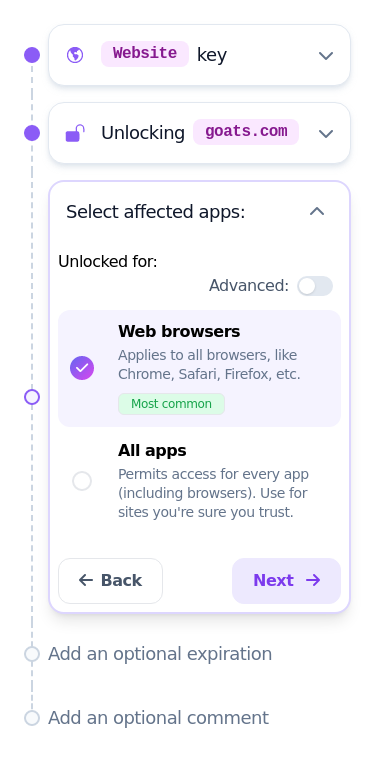 Website key
Unlocking goats.com
Select affected apps:
Unlocked for:
Advanced:
Web browsers
Applies to all browsers, like
Chrome, Safari, Firefox, etc.
Most common
All apps
Permits access for every app
(including browsers). Use for
sites you're sure you trust.
Back
Next
Add an optional expiration
Add an optional comment